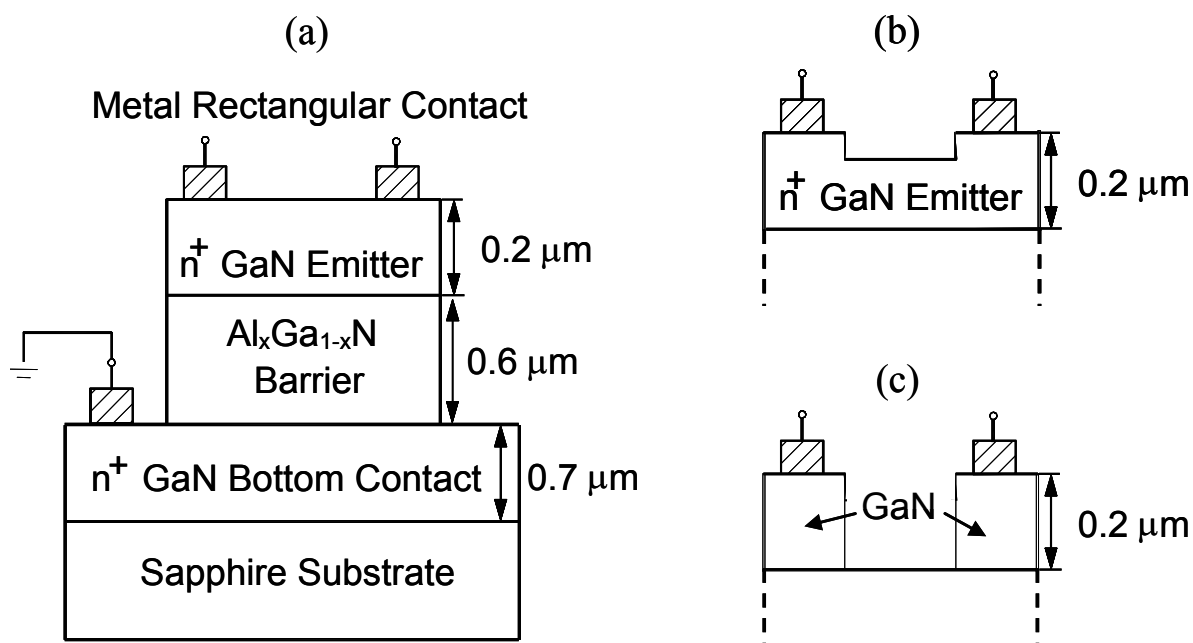 (a)
Metal Rectangular Contact
n+ GaN Emitter
0.2 μm
AlxGa1-xN
Barrier
0.6 μm
n+ GaN Bottom Contact
0.7 μm
Sapphire Substrate
(b)
n+ GaN Emitter
0.2 μm
(c)
GaN
0.2 μm